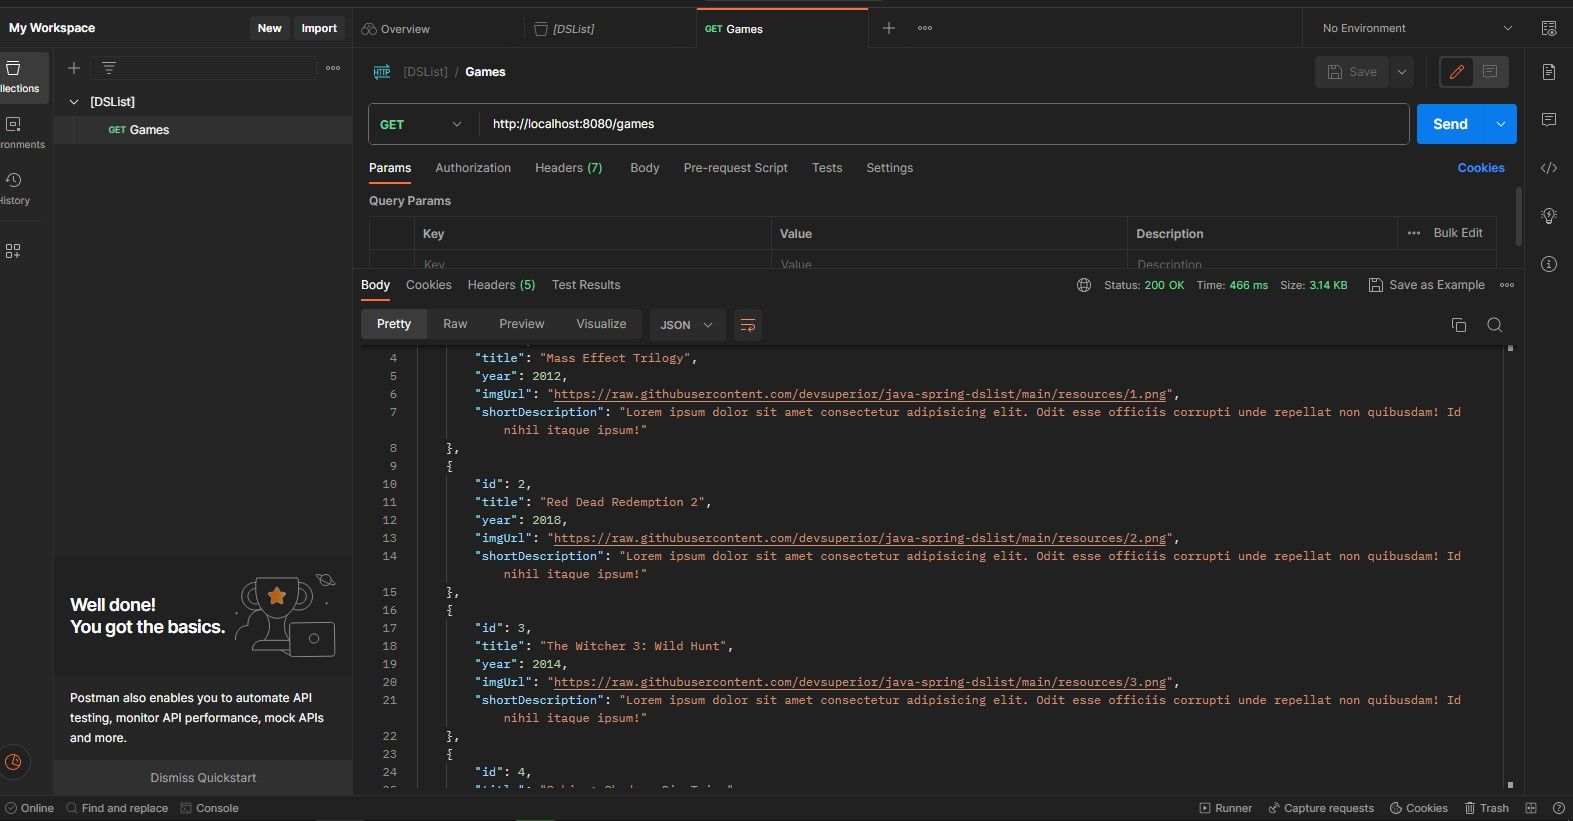 My Workspace
New
Import
Overview
[DSList]
GET Games
No Environment
llections
ronments
History
[DSList]
GET Games
[DSList] / Games
Save
GET
http://localhost:8080/games
Send
Params
Authorization
Headers (7)
Body
Pre-request Script
Tests
Settings
Cookies
Query Params
Key
Value
Description
Bulk Edit
Key
Value
Description
Body
Cookies
Headers (5)
Test Results
Status: 200 OK
Time: 466 ms
Size: 3.14 KB
Save as Example
Pretty
Raw
Preview
Visualize
JSON
4 "title": "Mass Effect Trilogy",
5 "year": 2012,
6 "imgUrl": "https://raw.githubusercontent.com/devsuperior/java-spring-dslist/main/resources/1.png",
7 "shortDescription": "Lorem ipsum dolor sit amet consectetur adipisicing elit. Odit esse officiis corrupti unde repellat non quibusdam! Id
nihil itaque ipsum!"
8 },
9 {
10 "id": 2,
11 "title": "Red Dead Redemption 2",
12 "year": 2018,
13 "imgUrl": "https://raw.githubusercontent.com/devsuperior/java-spring-dslist/main/resources/2.png",
14 "shortDescription": "Lorem ipsum dolor sit amet consectetur adipisicing elit. Odit esse officiis corrupti unde repellat non quibusdam! Id
nihil itaque ipsum!"
15 },
16 {
17 "id": 3,
18 "title": "The Witcher 3: Wild Hunt",
19 "year": 2014,
20 "imgUrl": "https://raw.githubusercontent.com/devsuperior/java-spring-dslist/main/resources/3.png",
21 "shortDescription": "Lorem ipsum dolor sit amet consectetur adipisicing elit. Odit esse officiis corrupti unde repellat non quibusdam! Id
nihil itaque ipsum!"
22 },
23 {
24 "id": 4,
Well done!
You got the basics.
Postman also enables you to automate API
testing, monitor API performance, mock APIs
and more.
Dismiss Quickstart
Online
Find and replace
Console
Runner
Capture requests
Cookies
Trash